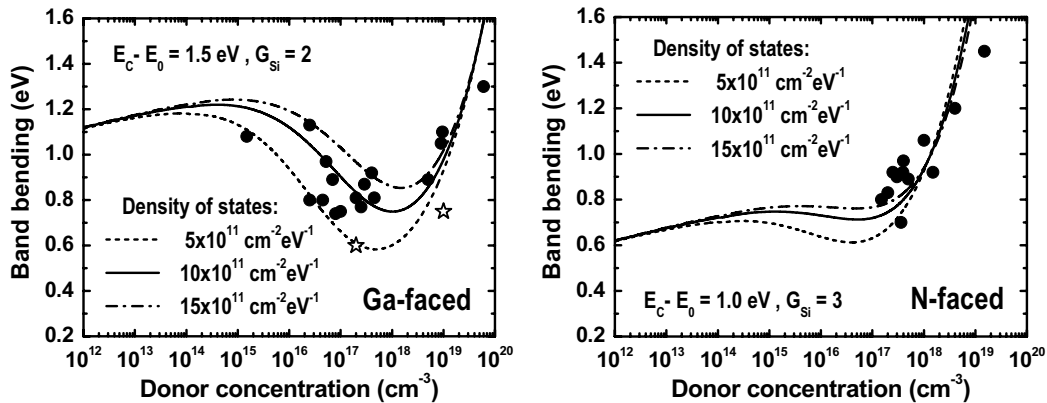 Band bending (eV)
1.6
1.4
1.2
1.0
0.8
0.6
0.4
0.2
E_C- E_0 = 1.5 eV , G_Si = 2
Density of states:
5x10^11 cm^-2eV^-1
10x10^11 cm^-2eV^-1
15x10^11 cm^-2eV^-1
Ga-faced
10^12 10^13 10^14 10^15 10^16 10^17 10^18 10^19 10^20
Donor concentration (cm^-3)
Band bending (eV)
1.6
1.4
1.2
1.0
0.8
0.6
0.4
0.2
Density of states:
5x10^11 cm^-2eV^-1
10x10^11 cm^-2eV^-1
15x10^11 cm^-2eV^-1
E_C- E_0 = 1.0 eV , G_Si = 3
N-faced
10^12 10^13 10^14 10^15 10^16 10^17 10^18 10^19 10^20
Donor concentration (cm^-3)